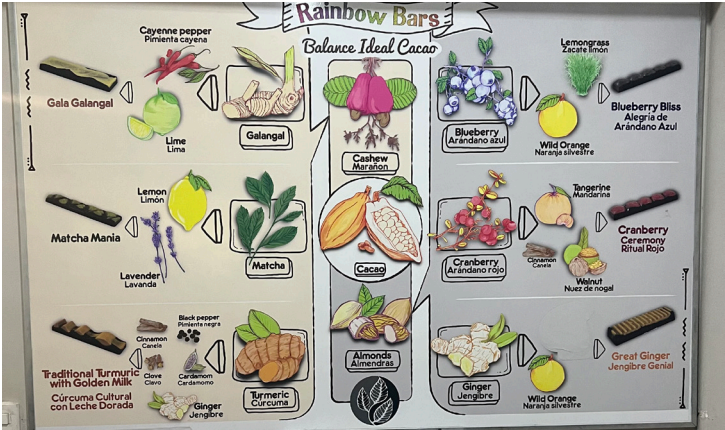 Rainbow Bars
Balance Ideal Cacao
Cayenne pepper
Pimienta cayena
Gala Galangal
Lime
Lima
Galangal
Lemon
Limón
Matcha Mania
Lavender
Lavanda
Matcha
Cinnamon
Canela
Black pepper
Pimienta negra
Clove
Clavo
Cardamom
Cardamomo
Traditional Turmeric
with Golden Milk
Cúrcuma Cultural
con Leche Dorada
Ginger
Jengibre
Turmeric
Cúrcuma
Cashew
Marañon
Cacao
Almonds
Almendras
Blueberry
Arándano azul
Lemongrass
Zacate limón
Wild Orange
Naranja silvestre
Blueberry Bliss
Alegria de
Arándano Azul
Cranberry
Arándano rojo
Tangerine
Mandarina
Cinnamon
Canela
Walnut
Nuez de nogal
Cranberry
Ceremony
Ritual Rojo
Ginger
Jengibre
Wild Orange
Naranja silvestre
Great Ginger
Jengibre Genial